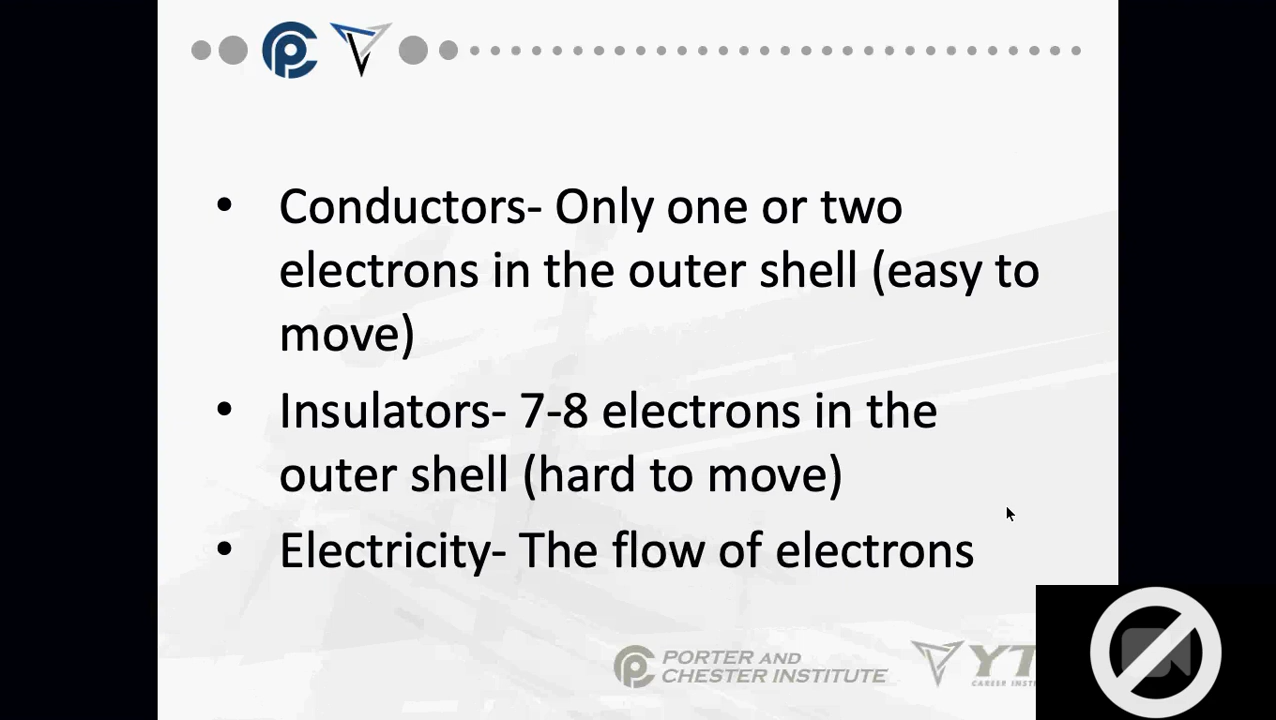 • Conductors- Only one or two
electrons in the outer shell (easy to
move)
• Insulators- 7-8 electrons in the
outer shell (hard to move)
• Electricity- The flow of electrons
PORTER AND
CHESTER INSTITUTE